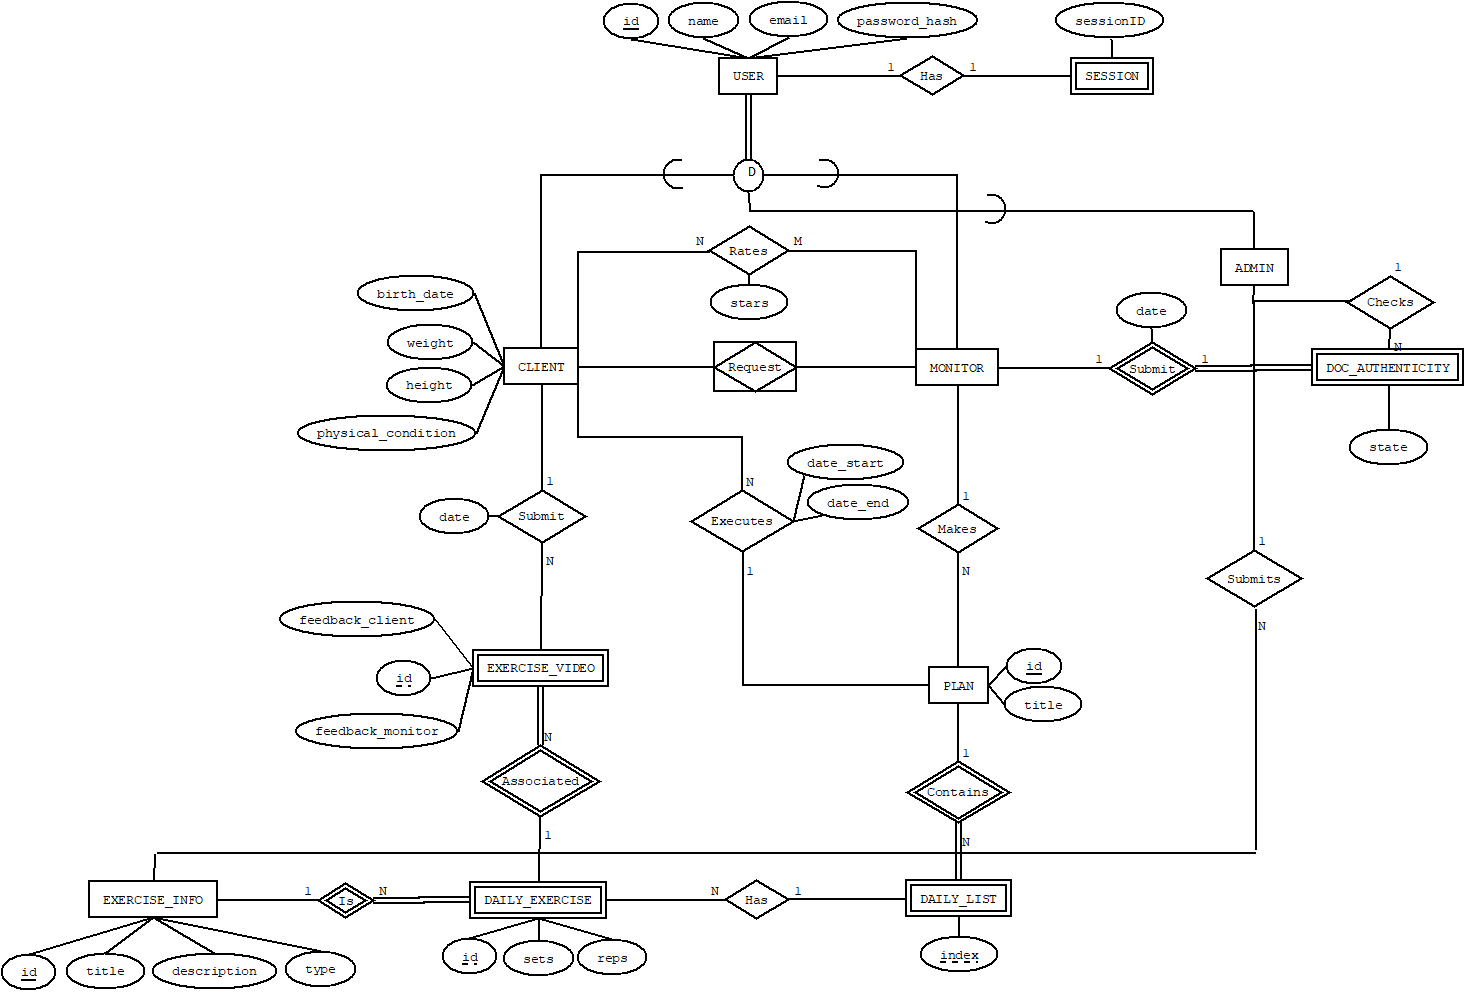 id
name
email
password_hash
sessionID
USER
1
Has
1
SESSION
D
N
Rates
M
stars
ADMIN
1
Checks
N
birth_date
weight
height
physical_condition
CLIENT
Request
MONITOR
date
1
Submit
1
DOC_AUTHENTICITY
state
1
date
Submit
N
date_start
date_end
N
Executes
1
1
Makes
N
1
Submits
N
feedback_client
id
feedback_monitor
EXERCISE_VIDEO
PLAN
id
title
N
Associated
1
1
Contains
N
EXERCISE_INFO
1
Is
N
DAILY_EXERCISE
N
Has
1
DAILY_LIST
id
title
description
type
id
sets
reps
index